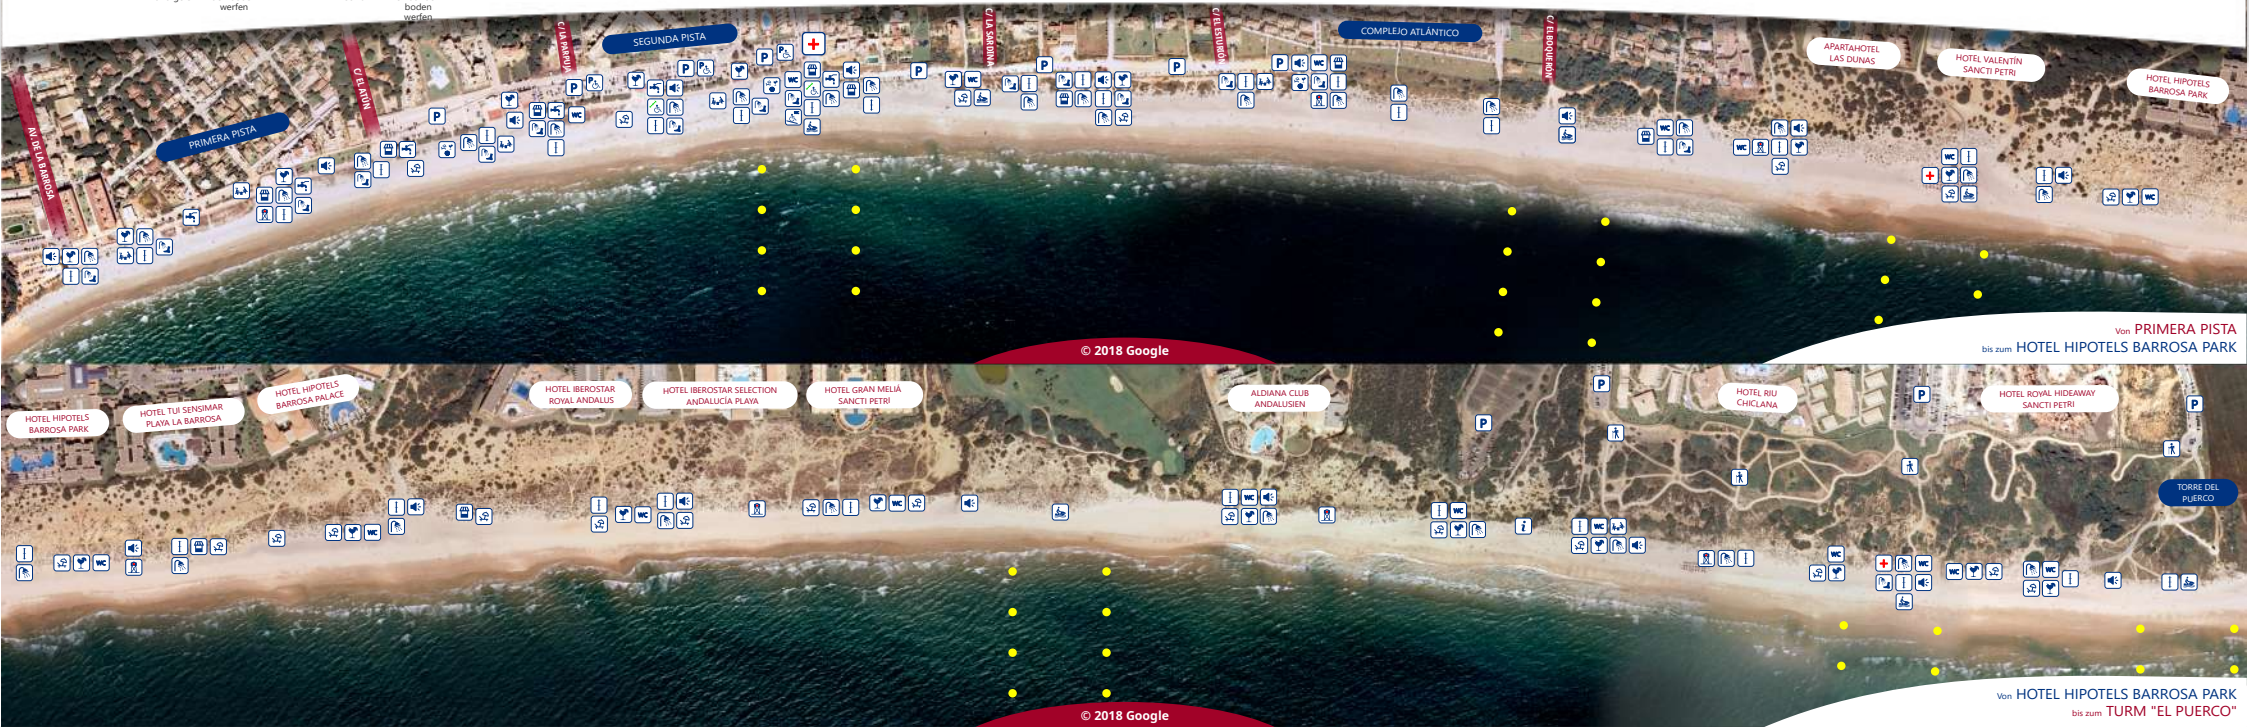 werfen
boden
werfen
AV. DE LA BARROSA
PRIMERA PISTA
C/ EL ATÚN
C/ LA PARPUJA
SEGUNDA PISTA
C/ LA SARDINA
C/ EL ESTURIÓN
COMPLEJO ATLÁNTICO
C/ EL BOQUERÓN
APARTAHOTEL
LAS DUNAS
HOTEL VALENTÍN
SANCTI PETRI
HOTEL HIPOTELS
BARROSA PARK
Von PRIMERA PISTA
bis zum HOTEL HIPOTELS BARROSA PARK
© 2018 Google
HOTEL HIPOTELS
BARROSA PARK
HOTEL TUI SENSIMAR
PLAYA LA BARROSA
HOTEL HIPOTELS
BARROSA PALACE
HOTEL IBEROSTAR
ROYAL ANDALUS
HOTEL IBEROSTAR SELECTION
ANDALUCÍA PLAYA
HOTEL GRAN MELIÁ
SANCTI PETRI
ALDIANA CLUB
ANDALUSIEN
HOTEL RIU
CHICLANA
HOTEL ROYAL HIDEAWAY
SANCTI PETRI
TORRE DEL
PUERCO
Von HOTEL HIPOTELS BARROSA PARK
bis zum TURM "EL PUERCO"
© 2018 Google